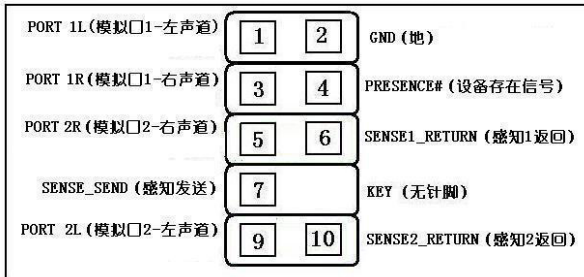 PORT 1L(模拟口1-左声道) 1 2 GND(地)
PORT 1R(模拟口1-右声道) 3 4 PRESENCE#(设备存在信号)
PORT 2R(模拟口2-右声道) 5 6 SENSE1_RETURN(感知1返回)
SENSE_SEND(感知发送) 7 KEY(无针脚)
PORT 2L(模拟口2-左声道) 9 10 SENSE2_RETURN(感知2返回)